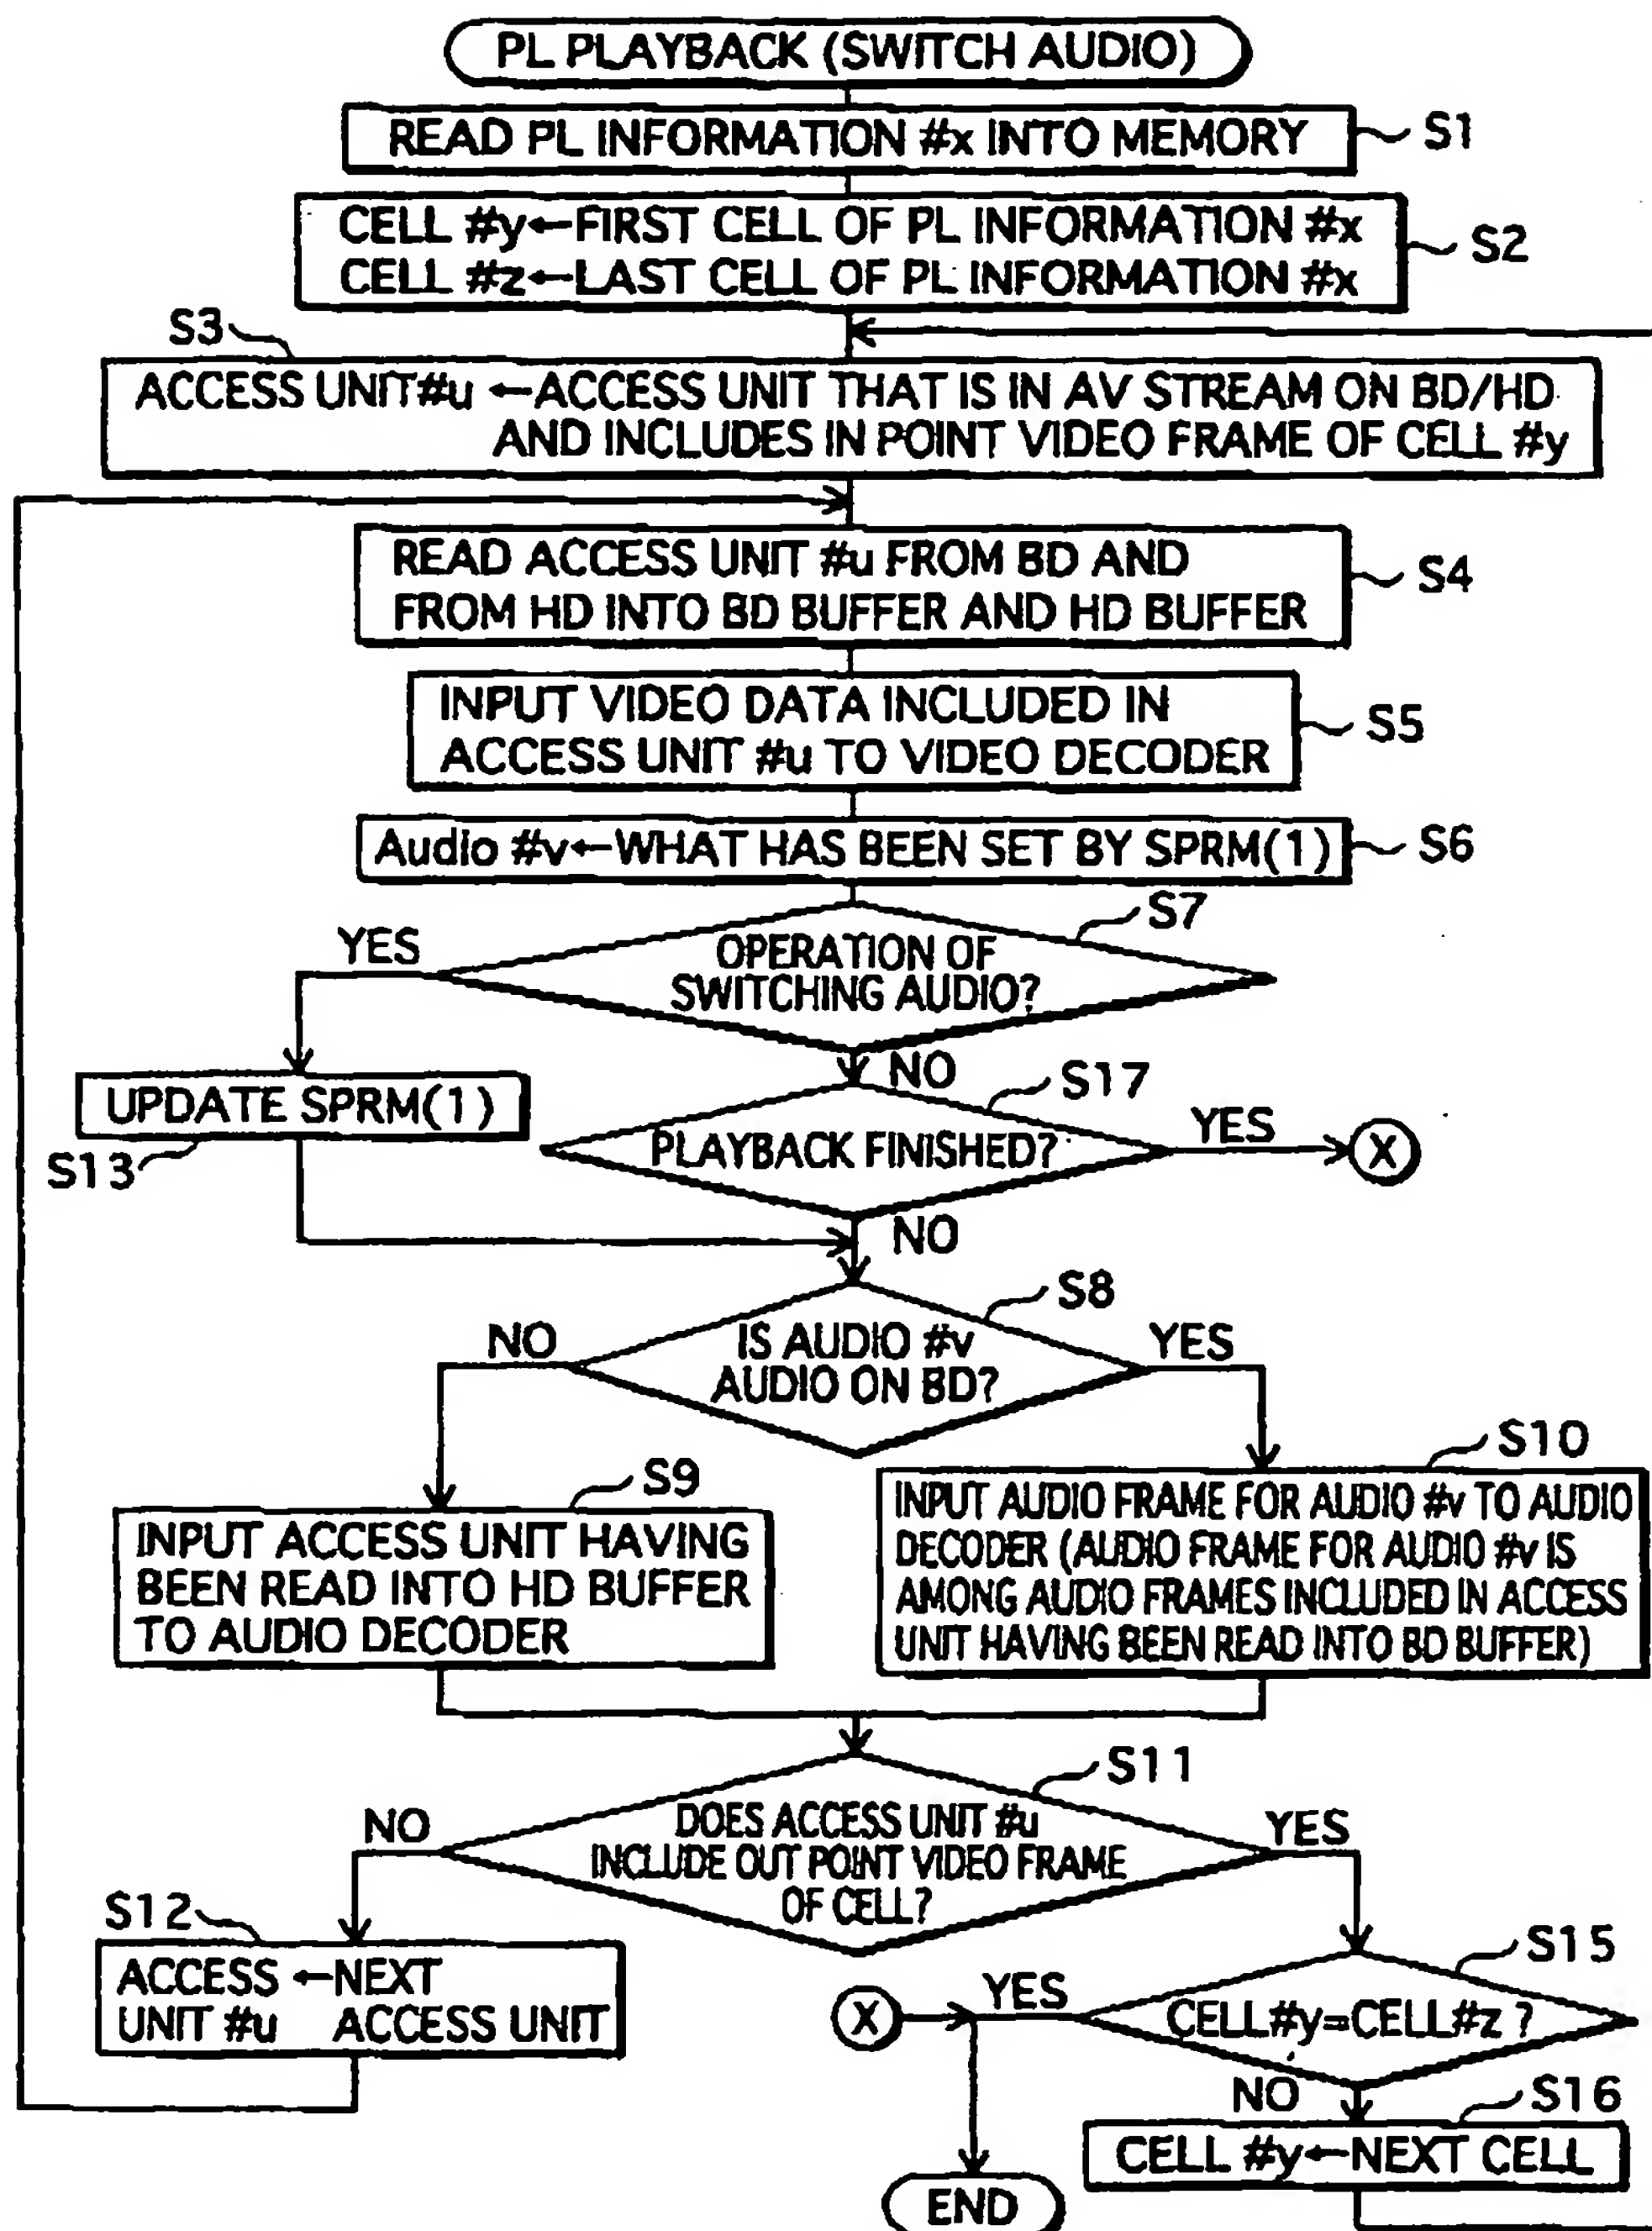 PL PLAYBACK (SWITCH AUDIO)
READ PL INFORMATION #x INTO MEMORY
S1
CELL #y←FIRST CELL OF PL INFORMATION #x
CELL #z←LAST CELL OF PL INFORMATION #x
S2
S3
ACCESS UNIT#u ←ACCESS UNIT THAT IS IN AV STREAM ON BD/HD
AND INCLUDES IN POINT VIDEO FRAME OF CELL #y
READ ACCESS UNIT #u FROM BD AND
FROM HD INTO BD BUFFER AND HD BUFFER
S4
INPUT VIDEO DATA INCLUDED IN
ACCESS UNIT #u TO VIDEO DECODER
S5
Audio #v←WHAT HAS BEEN SET BY SPRM(1)
S6
S7
YES
OPERATION OF
SWITCHING AUDIO?
NO
S17
UPDATE SPRM(1)
S13
PLAYBACK FINISHED?
YES
X
NO
S8
NO
IS AUDIO #v
AUDIO ON BD?
YES
S9
INPUT ACCESS UNIT HAVING
BEEN READ INTO HD BUFFER
TO AUDIO DECODER
S10
INPUT AUDIO FRAME FOR AUDIO #v TO AUDIO
DECODER (AUDIO FRAME FOR AUDIO #v IS
AMONG AUDIO FRAMES INCLUDED IN ACCESS
UNIT HAVING BEEN READ INTO BD BUFFER)
S11
NO
DOES ACCESS UNIT #u
INCLUDE OUT POINT VIDEO FRAME
OF CELL?
YES
S12
ACCESS ←NEXT
UNIT #u ACCESS UNIT
S15
X
YES
CELL#y=CELL#z ?
NO
S16
CELL #y←NEXT CELL
END